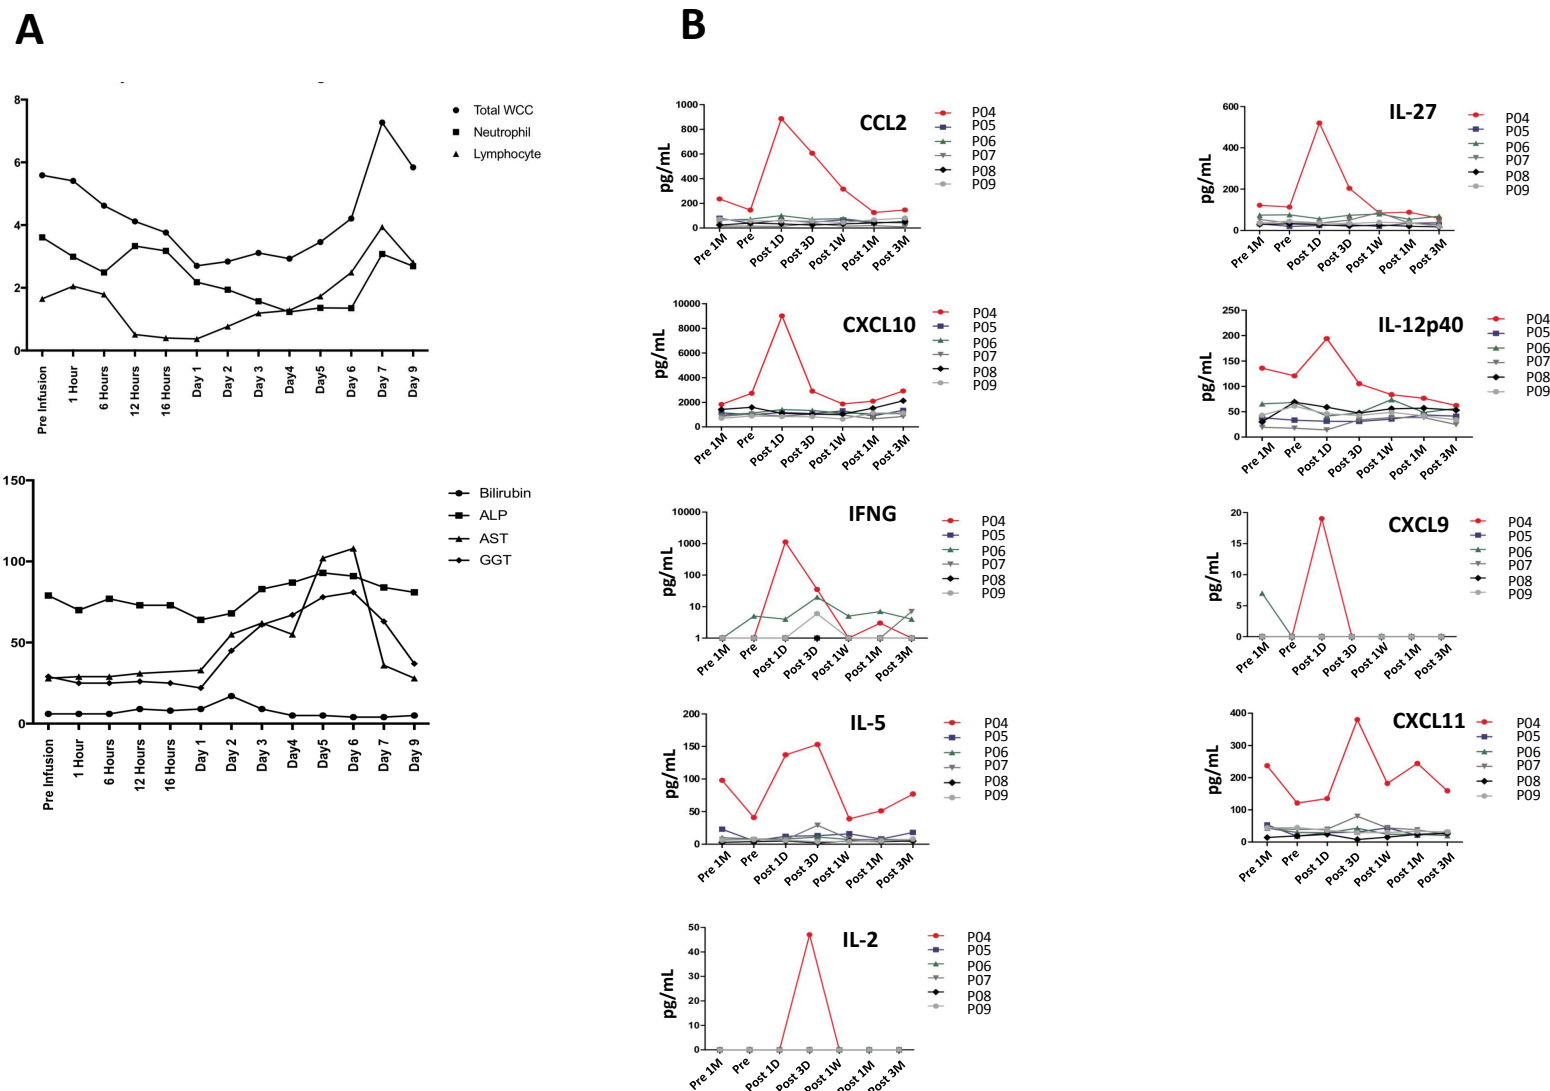 A
8
6
4
2
0
Total WCC
Neutrophil
Lymphocyte
Pre Infusion
1 Hour
6 Hours
12 Hours
16 Hours
Day 1
Day 2
Day 3
Day4
Day5
Day 6
Day 7
Day 9
150
100
50
0
Bilirubin
ALP
AST
GGT
Pre Infusion
1 Hour
6 Hours
12 Hours
16 Hours
Day 1
Day 2
Day 3
Day4
Day5
Day 6
Day 7
Day 9
B
CCL2
pg/mL
1000
800
600
400
200
0
Pre 1M
Pre
Post 1D
Post 3D
Post 1W
Post 1M
Post 3M
P04
P05
P06
P07
P08
P09
CXCL10
pg/mL
10000
8000
6000
4000
2000
0
Pre 1M
Pre
Post 1D
Post 3D
Post 1W
Post 1M
Post 3M
P04
P05
P06
P07
P08
P09
IFNG
pg/mL
10000
1000
100
10
1
Pre 1M
Pre
Post 1D
Post 3D
Post 1W
Post 1M
Post 3M
P04
P05
P06
P07
P08
P09
IL-5
pg/mL
200
150
100
50
0
Pre 1M
Pre
Post 1D
Post 3D
Post 1W
Post 1M
Post 3M
P04
P05
P06
P07
P08
P09
IL-2
pg/mL
50
40
30
20
10
0
Pre 1M
Pre
Post 1D
Post 3D
Post 1W
Post 1M
Post 3M
P04
P05
P06
P07
P08
P09
IL-27
pg/mL
600
400
200
0
Pre 1M
Pre
Post 1D
Post 3D
Post 1W
Post 1M
Post 3M
P04
P05
P06
P07
P08
P09
IL-12p40
pg/mL
250
200
150
100
50
0
Pre 1M
Pre
Post 1D
Post 3D
Post 1W
Post 1M
Post 3M
P04
P05
P06
P07
P08
P09
CXCL9
pg/mL
20
15
10
5
0
Pre 1M
Pre
Post 1D
Post 3D
Post 1W
Post 1M
Post 3M
P04
P05
P06
P07
P08
P09
CXCL11
pg/mL
400
300
200
100
0
Pre 1M
Pre
Post 1D
Post 3D
Post 1W
Post 1M
Post 3M
P04
P05
P06
P07
P08
P09